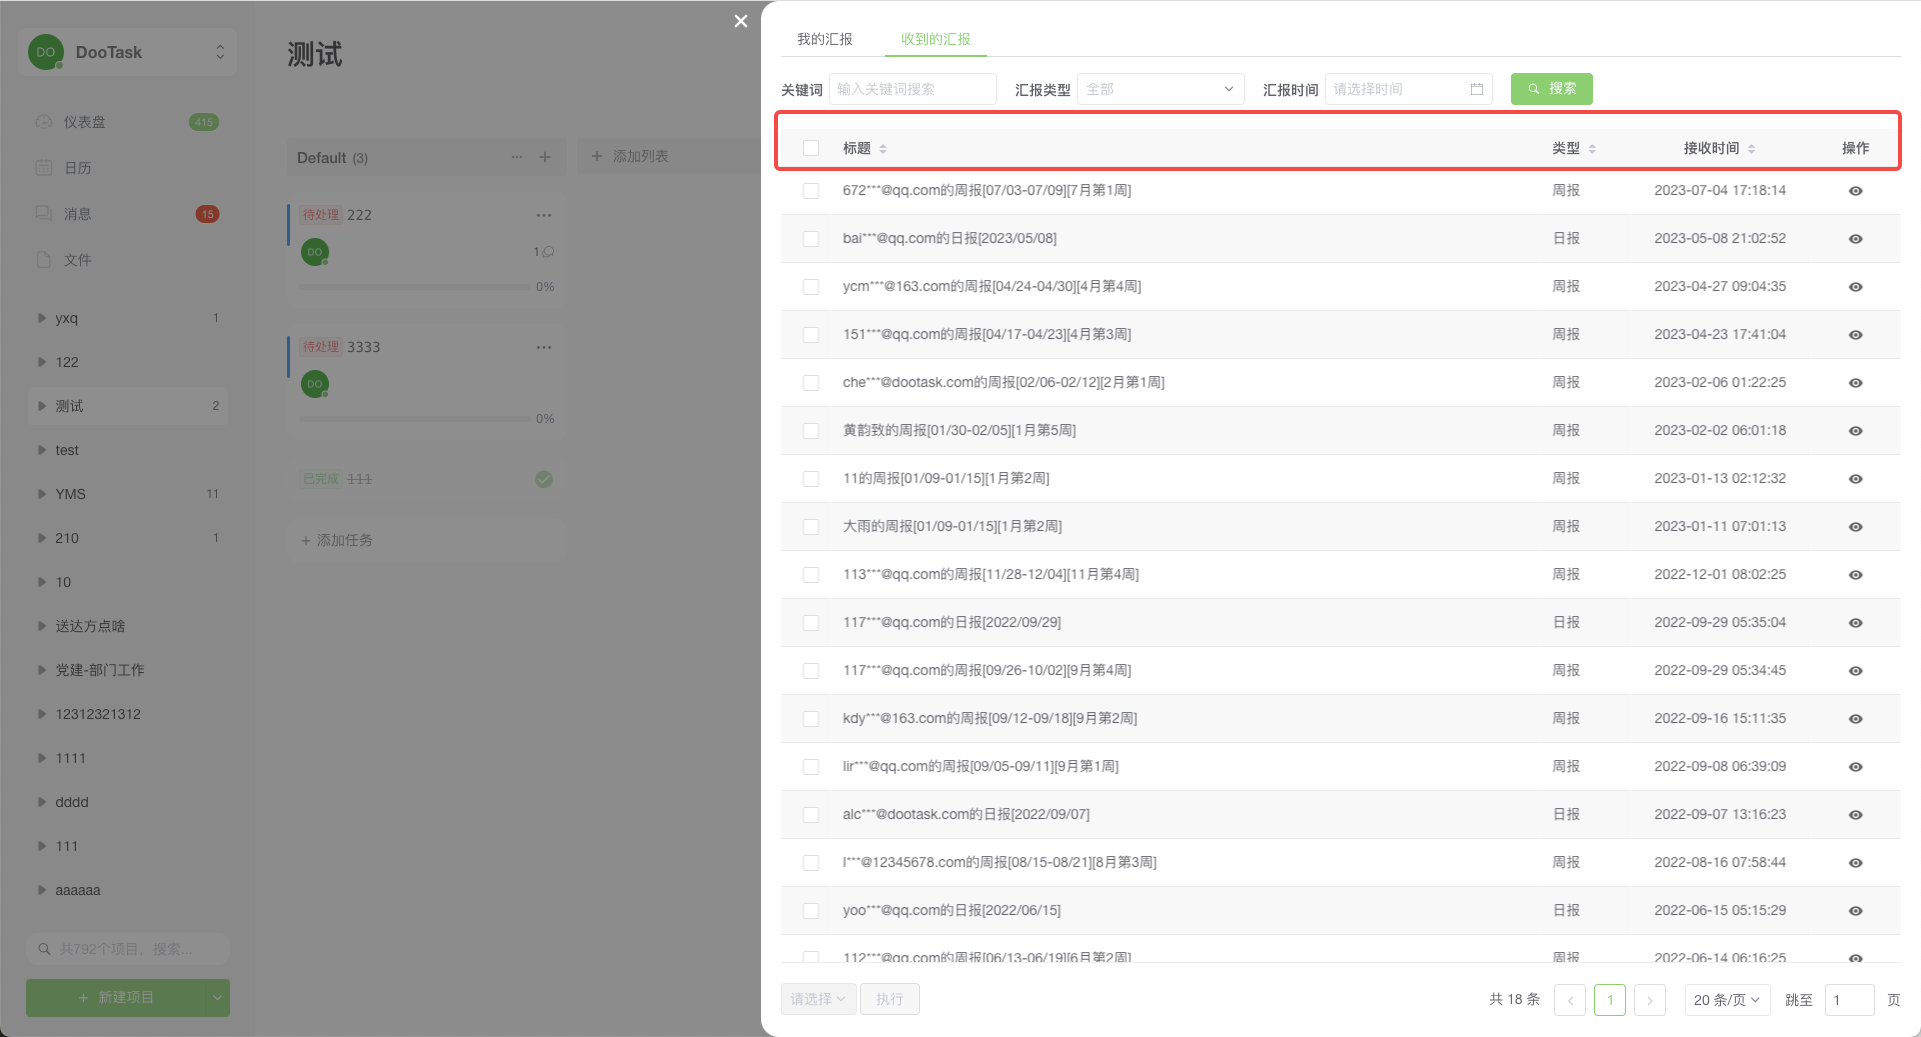 DO DooTask
仪表盘 415
日历
消息 15
文件
yxq 1
122
测试 2
test
YMS 11
210 1
10
送达方点啥
党建-部门工作
12312321312
1111
dddd
111
aaaaaa
共792个项目，搜索...
+ 新建项目
测试
Default (3) ... +
+ 添加列表
待处理 222 ...
DO 1
0%
待处理 3333 ...
DO
0%
已完成 111
+ 添加任务
我的汇报 收到的汇报
关键词 输入关键词搜索 汇报类型 全部 汇报时间 请选择时间 搜索
标题 类型 接收时间 操作
672***@qq.com的周报[07/03-07/09][7月第1周] 周报 2023-07-04 17:18:14
bai***@qq.com的日报[2023/05/08] 日报 2023-05-08 21:02:52
ycm***@163.com的周报[04/24-04/30][4月第4周] 周报 2023-04-27 09:04:35
151***@qq.com的周报[04/17-04/23][4月第3周] 周报 2023-04-23 17:41:04
che***@dootask.com的周报[02/06-02/12][2月第1周] 周报 2023-02-06 01:22:25
黄韵致的周报[01/30-02/05][1月第5周] 周报 2023-02-02 06:01:18
11的周报[01/09-01/15][1月第2周] 周报 2023-01-13 02:12:32
大雨的周报[01/09-01/15][1月第2周] 周报 2023-01-11 07:01:13
113***@qq.com的周报[11/28-12/04][11月第4周] 周报 2022-12-01 08:02:25
117***@qq.com的日报[2022/09/29] 日报 2022-09-29 05:35:04
117***@qq.com的周报[09/26-10/02][9月第4周] 周报 2022-09-29 05:34:45
kdy***@163.com的周报[09/12-09/18][9月第2周] 周报 2022-09-16 15:11:35
lir***@qq.com的周报[09/05-09/11][9月第1周] 周报 2022-09-08 06:39:09
alc***@dootask.com的日报[2022/09/07] 日报 2022-09-07 13:16:23
l***@12345678.com的周报[08/15-08/21][8月第3周] 周报 2022-08-16 07:58:44
yoo***@qq.com的日报[2022/06/15] 日报 2022-06-15 05:15:29
112***@qq.com的周报[06/13-06/19][6月第2周] 周报 2022-06-14 06:16:25
请选择 执行 共 18 条 1 20 条/页 跳至 1 页